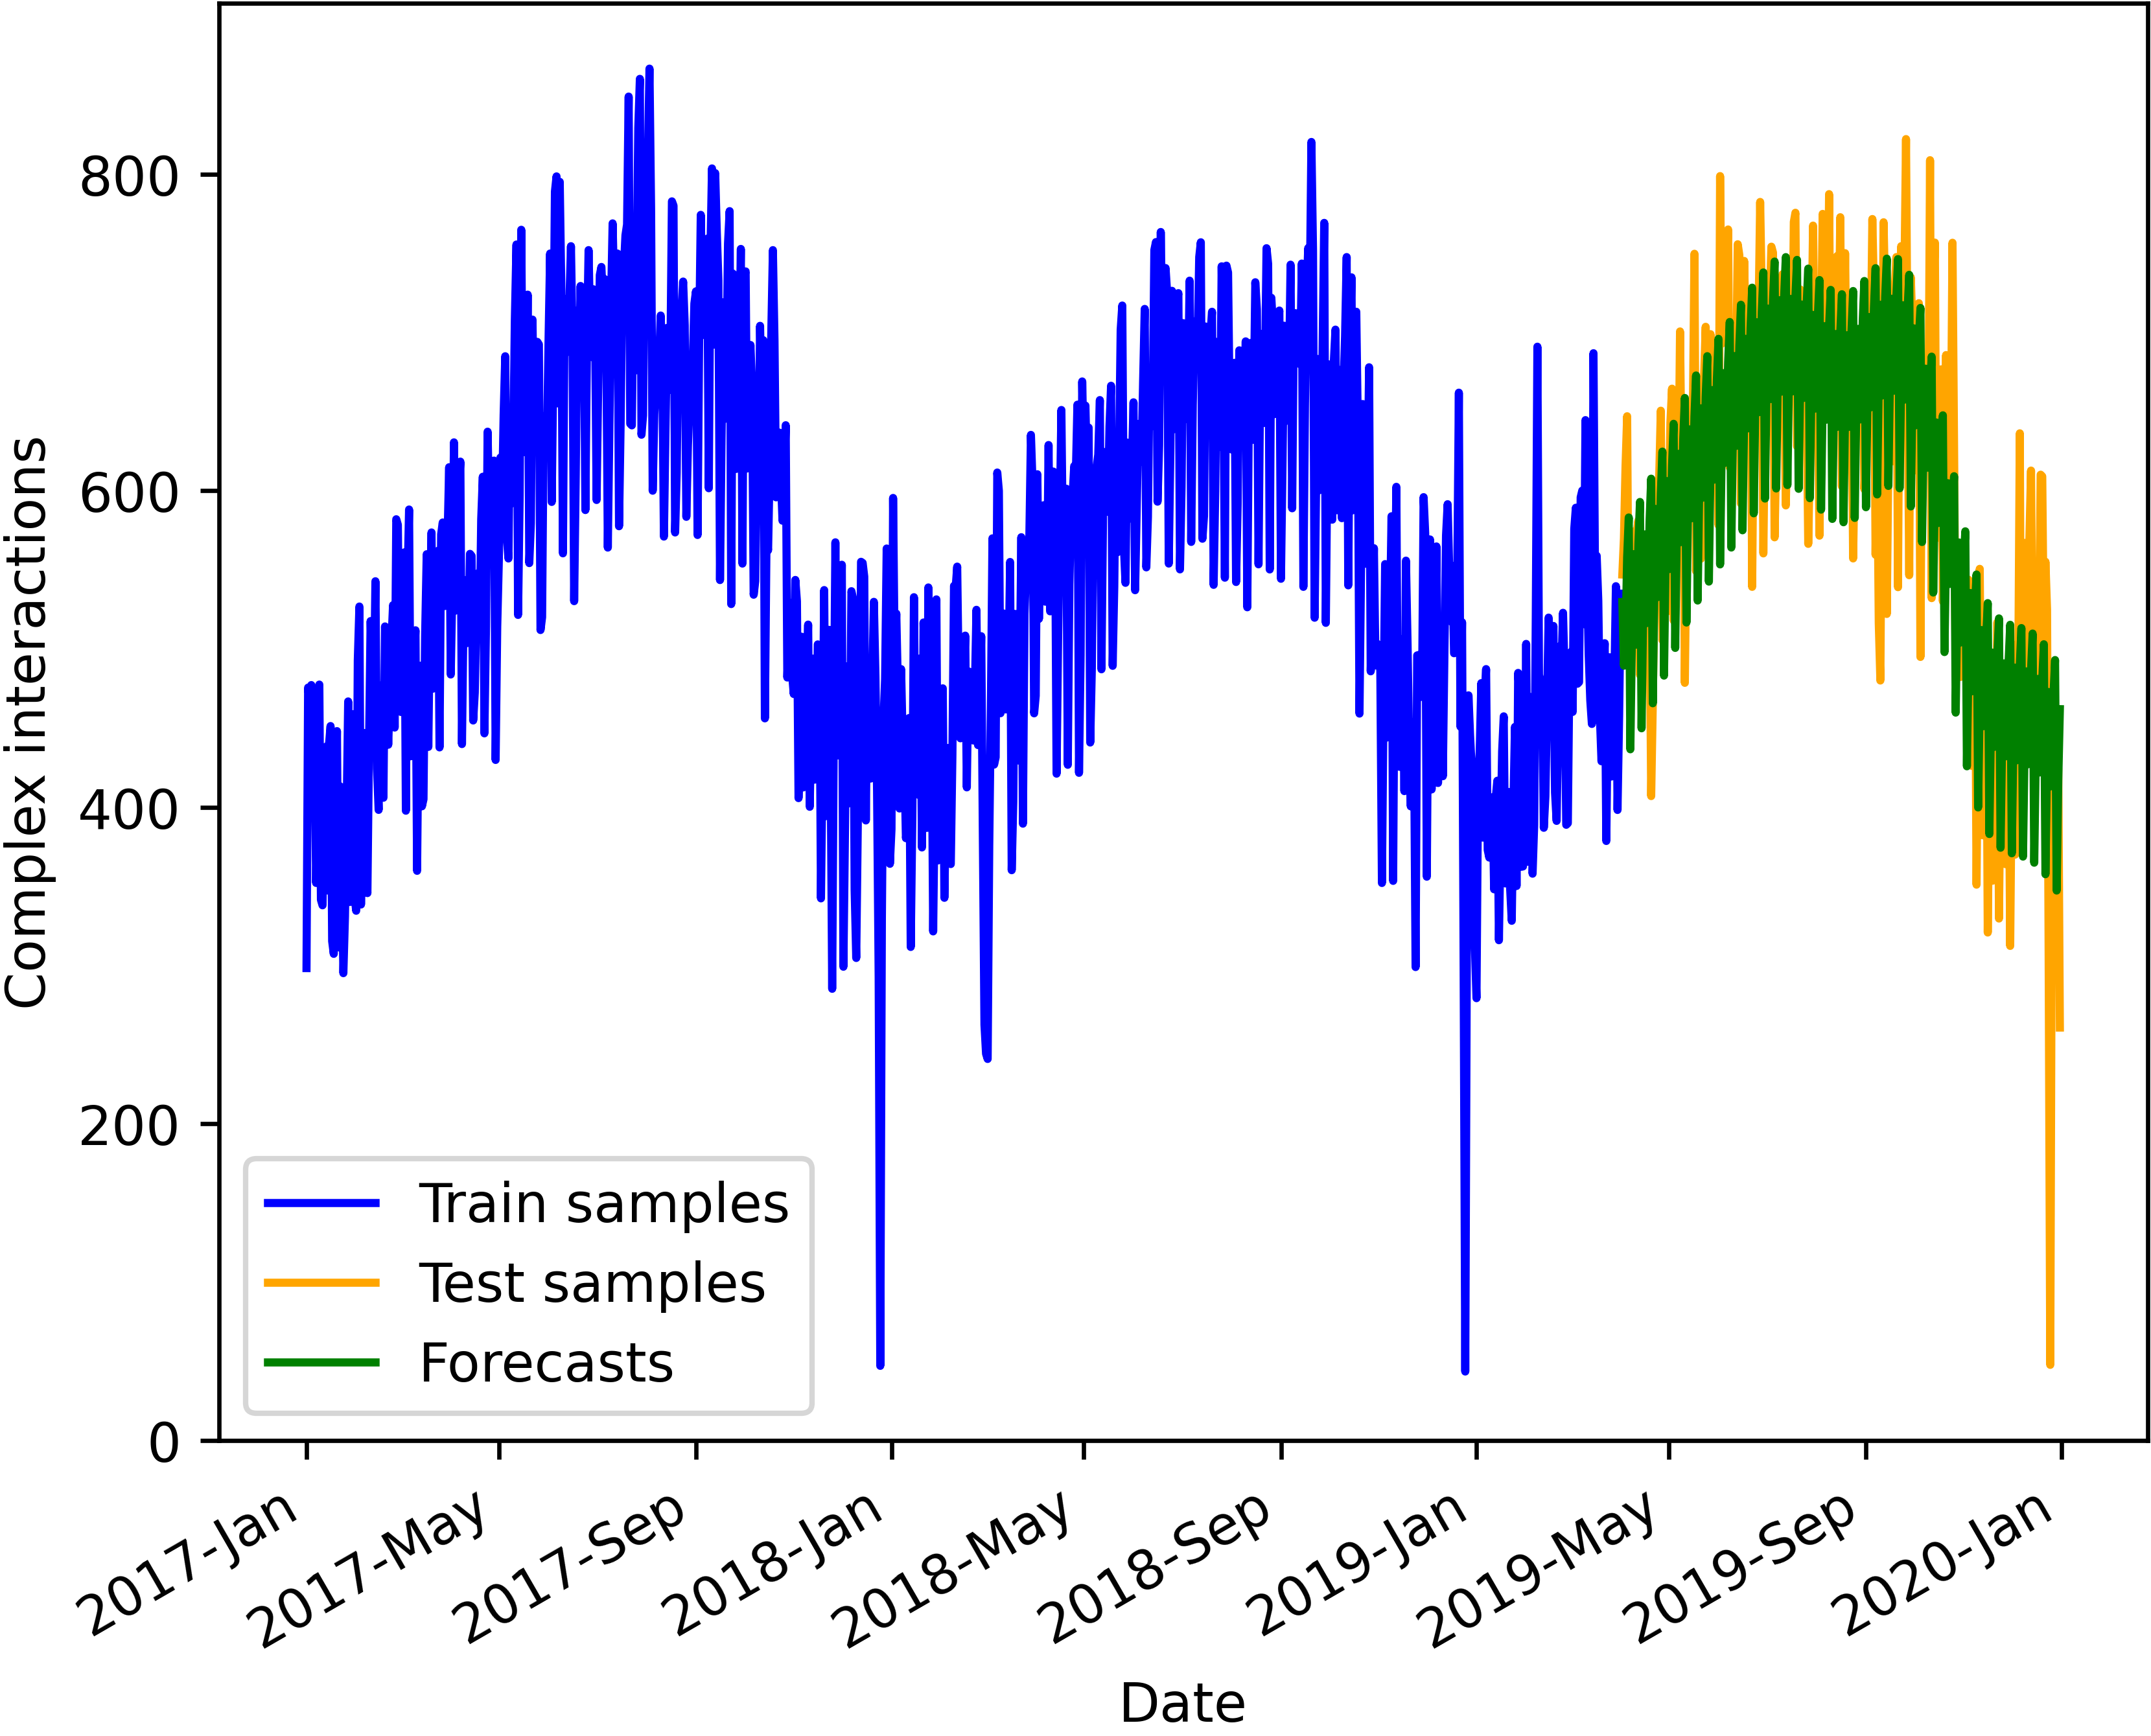 Complex interactions
800
600
400
200
0
Train samples
Test samples
Forecasts
2017-Jan
2017-May
2017-Sep
2018-Jan
2018-May
2018-Sep
2019-Jan
2019-May
2019-Sep
2020-Jan
Date